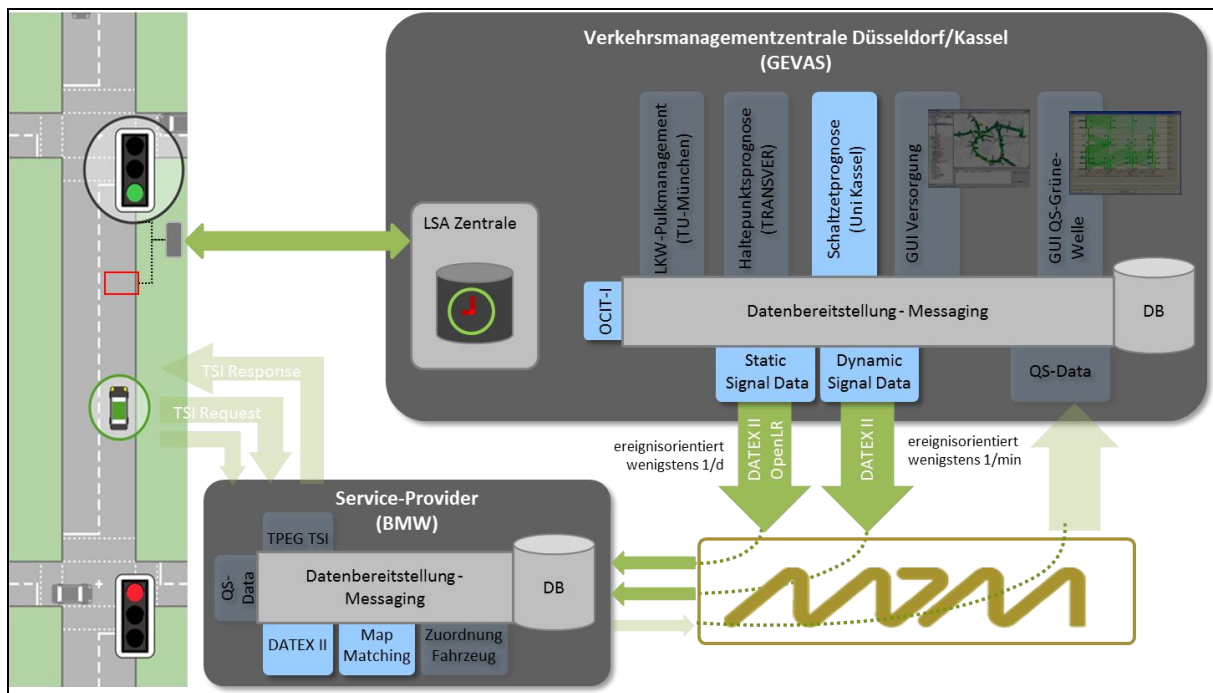 Verkehrsmanagementzentrale Düsseldorf/Kassel
(GEVAS)
LKW-Pulkmanagement
(TU-München)
Haltepunktsprognose
(TRANSVER)
Schaltzetprognose
(Uni Kassel)
GUI Versorgung
GUI QS-Grüne-
Welle
LSA Zentrale
OCIT-I
Datenbereitstellung - Messaging
DB
Static
Signal Data
Dynamic
Signal Data
QS-Data
TSI Response
TSI Request
ereignisorientiert
wenigstens 1/d
DATEX II
OpenLR
DATEX II
ereignisorientiert
wenigstens 1/min
Service-Provider
(BMW)
TPEG TSI
QS-
Data
Datenbereitstellung -
Messaging
DB
DATEX II
Map
Matching
Zuordnung
Fahrzeug
MDM